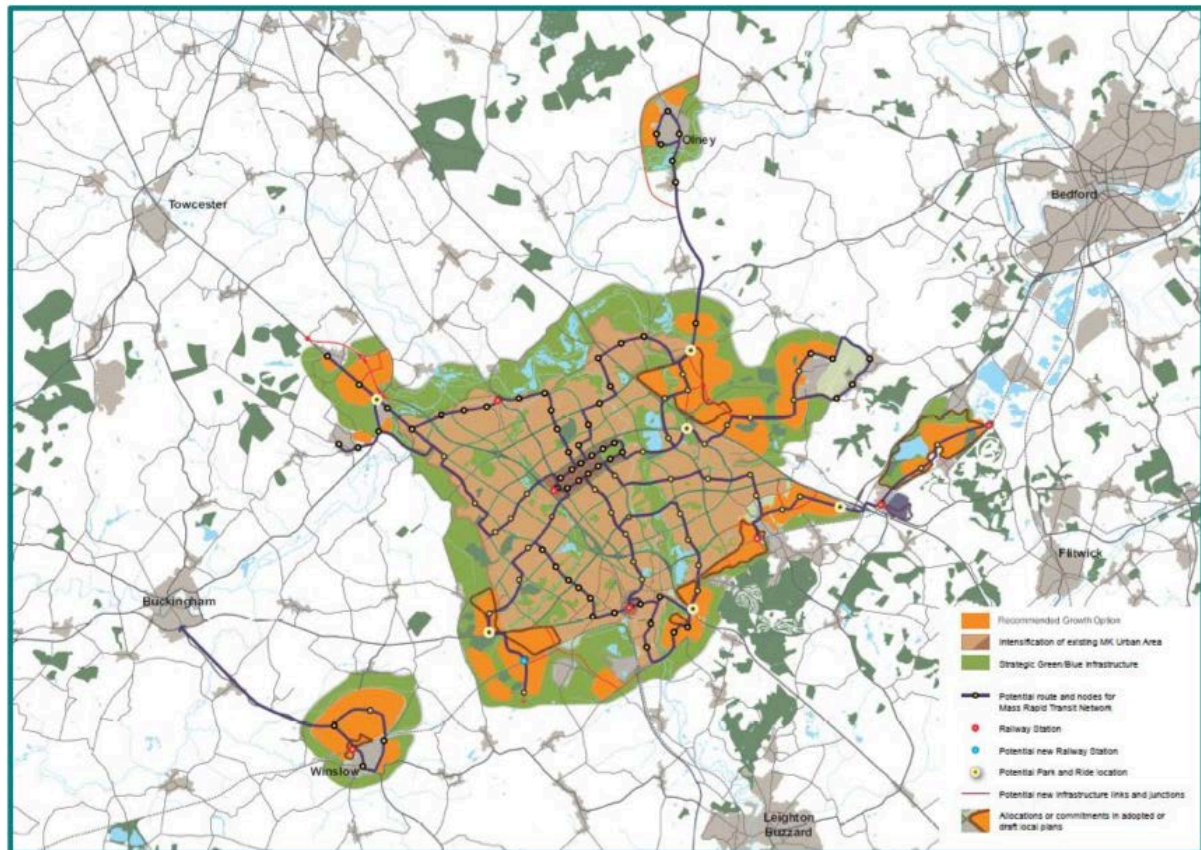 Olney
Bedford
Towcester
Flitwick
Buckingham
Winslow
Leighton
Buzzard
Recommended Growth Option
Intensification of existing MK Urban Area
Strategic Green/Blue Infrastructure
Potential route and nodes for
Mass Rapid Transit Network
Railway Station
Potential new Railway Station
Potential Park and Ride location
Potential new infrastructure links and junctions
Allocations or commitments in adopted or
draft local plans